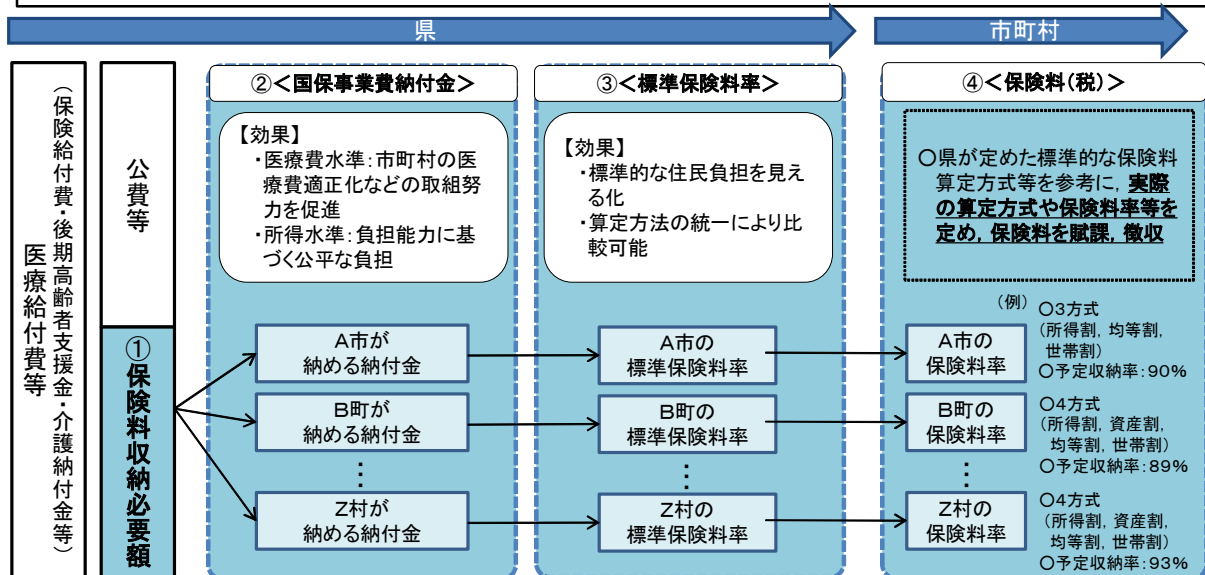 県
市町村
医療給付費等
（保険給付費・後期高齢者支援金・介護納付金等）
公費等
①保険料収納必要額
②＜国保事業費納付金＞
【効果】
・医療費水準：市町村の医
療費適正化などの取組努
力を促進
・所得水準：負担能力に基
づく公平な負担
A市が
納める納付金
B町が
納める納付金
⋮
Z村が
納める納付金
③＜標準保険料率＞
【効果】
・標準的な住民負担を見え
る化
・算定方法の統一により比
較可能
A市の
標準保険料率
B町の
標準保険料率
⋮
Z村の
標準保険料率
④＜保険料（税）＞
○県が定めた標準的な保険料
算定方式等を参考に，実際
の算定方式や保険料率等を
定め，保険料を賦課，徴収
（例）
A市の
保険料率
○3方式
（所得割，均等割，
世帯割）
○予定収納率：90％
B町の
保険料率
○4方式
（所得割，資産割，
均等割，世帯割）
○予定収納率：89％
⋮
Z村の
保険料率
○4方式
（所得割，資産割，
均等割，世帯割）
○予定収納率：93％